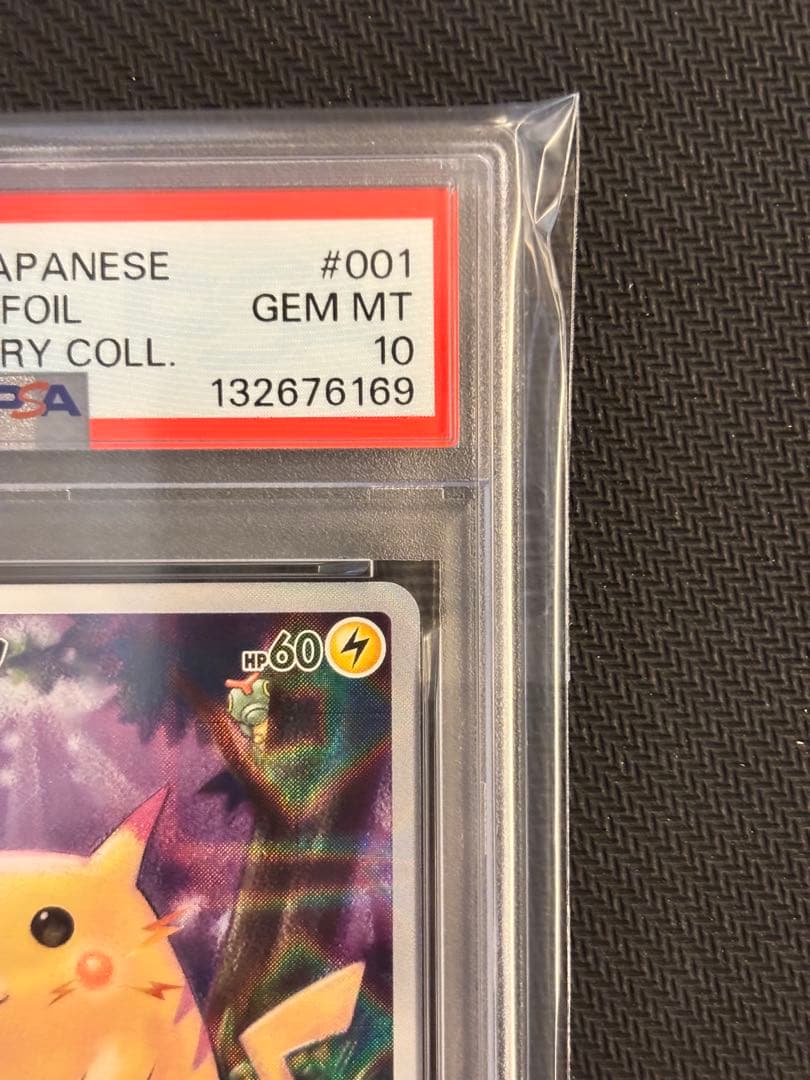 APANESE #001
FOIL GEM MT
RY COLL. 10
PSA 132676169
HP60